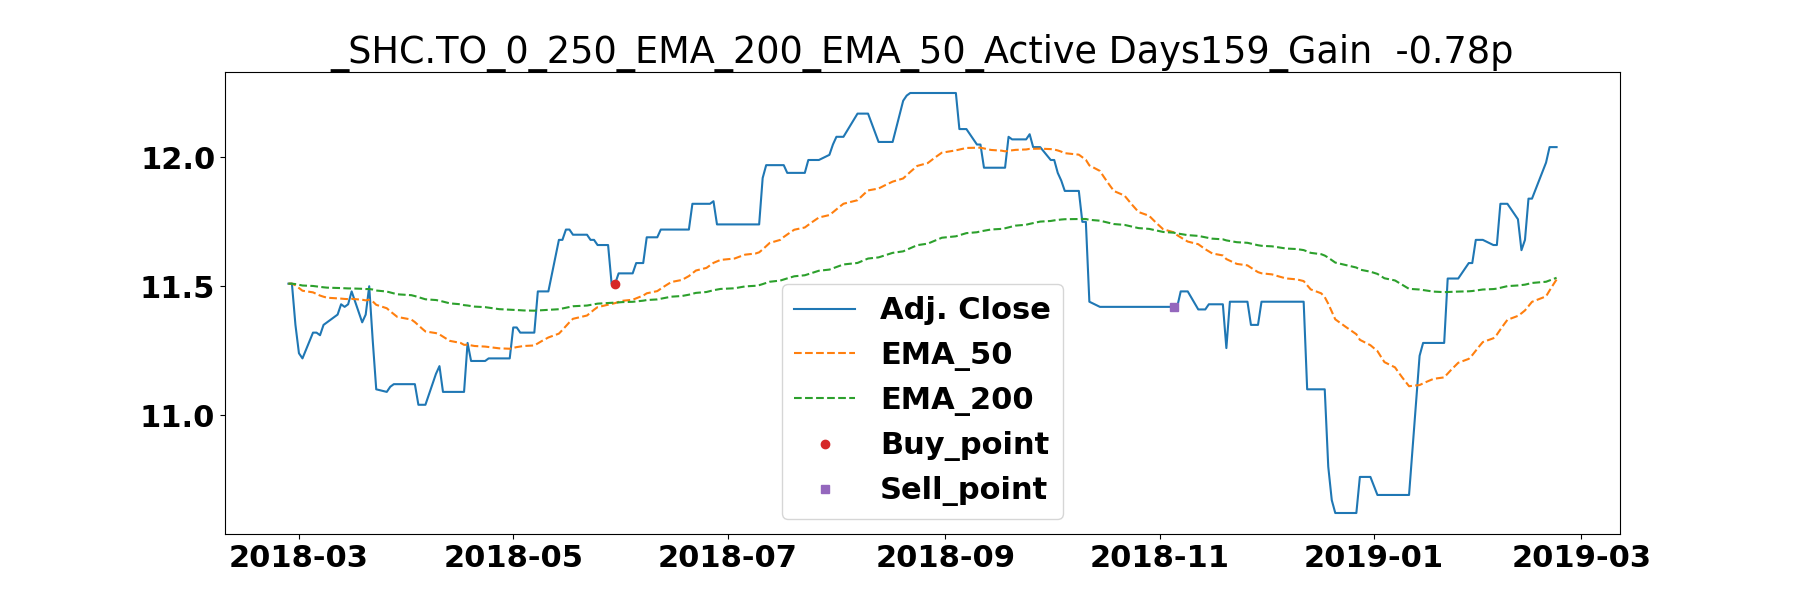 _SHC.TO_0_250_EMA_200_EMA_50_Active Days159_Gain  -0.78p
12.0
11.5
11.0
Adj. Close
EMA_50
EMA_200
Buy_point
Sell_point
2018-03 2018-05 2018-07 2018-09 2018-11 2019-01 2019-03